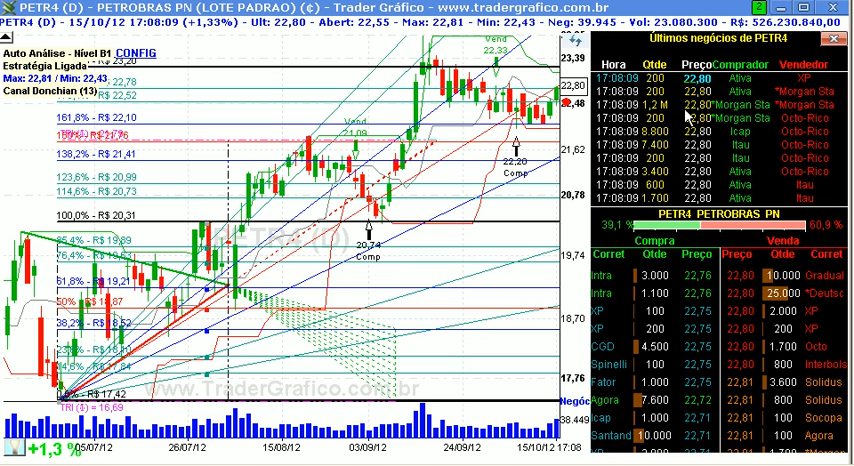 PETR4 (D) - PETROBRAS PN (LOTE PADRAO) (¢) - Trader Gráfico - www.tradergrafico.com.br
2
PETR4 (D) - 15/10/12 17:08:09 (+1,33%) - Ult: 22,80 - Abert: 22,55 - Max: 22,81 - Min: 22,43 - Neg: 39.945 - Vol: 23.080.300 - R$: 526.230.840,00
Auto Análise - Nível B1 CONFIG
Estratégia Ligada
Max: 22,81 / Min: 22,43
Canal Donchian (13)
R$ 23,20
R$ 22,78
R$ 22,52
161,8% - R$ 22,10
138,2% - R$ 21,41
123,6% - R$ 20,99
114,6% - R$ 20,73
100,0% - R$ 20,31
85,4% - R$ 19,89
76,4% - R$ 19,63
61,8% - R$ 19,21
50% - R$ 18,87
38,2% - R$ 18,52
R$ 17,42
TRI (1) = 16,69
Vend
22,33
Vend
21,09
20,74
Comp
22,20
Comp
PETR4 (D)
www.TraderGrafico.com.br
23,39
22,80
22,48
21,62
20,78
19,74
18,70
17,76
Negóc
38.449
+1,3 %
05/07/12 26/07/12 15/08/12 03/09/12 24/09/12 15/10/12 17:08
Últimos negócios de PETR4
Hora Qtde Preço Comprador Vendedor
17:08:09 200 22,80 Ativa XP
17:08:09 200 22,80 Ativa *Morgan Sta
17:08:09 1,2 M 22,80 *Morgan Sta *Morgan Sta
17:08:09 200 22,80 *Morgan Sta Octo-Rico
17:08:09 8.800 22,80 Icap Octo-Rico
17:08:09 7.400 22,80 Itau Octo-Rico
17:08:09 200 22,80 Itau Octo-Rico
17:08:09 3.400 22,80 Ativa Octo-Rico
17:08:09 600 22,80 Ativa Itau
17:08:09 1.700 22,80 Ativa Octo-Rico
PETR4 PETROBRAS PN
39,1 % 60,9 %
Compra Venda
Corret Qtde Preço Preço Qtde Corret
Intra 3.000 22,76 22,80 10.000 Gradual
Intra 1.100 22,76 22,80 25.000 *Deutsc
XP 100 22,75 22,80 2.000 XP
XP 200 22,75 22,80 100 XP
CGD 4.500 22,75 22,80 1.700 Octo
Spinelli 100 22,75 22,80 800 Interbols
Fator 1.000 22,74 22,81 3.600 Solidus
Agora 7.600 22,72 22,81 800 Solidus
Icap 1.000 22,71 22,81 100 Socopa
Santand 10.000 22,71 22,81 100 Solidus